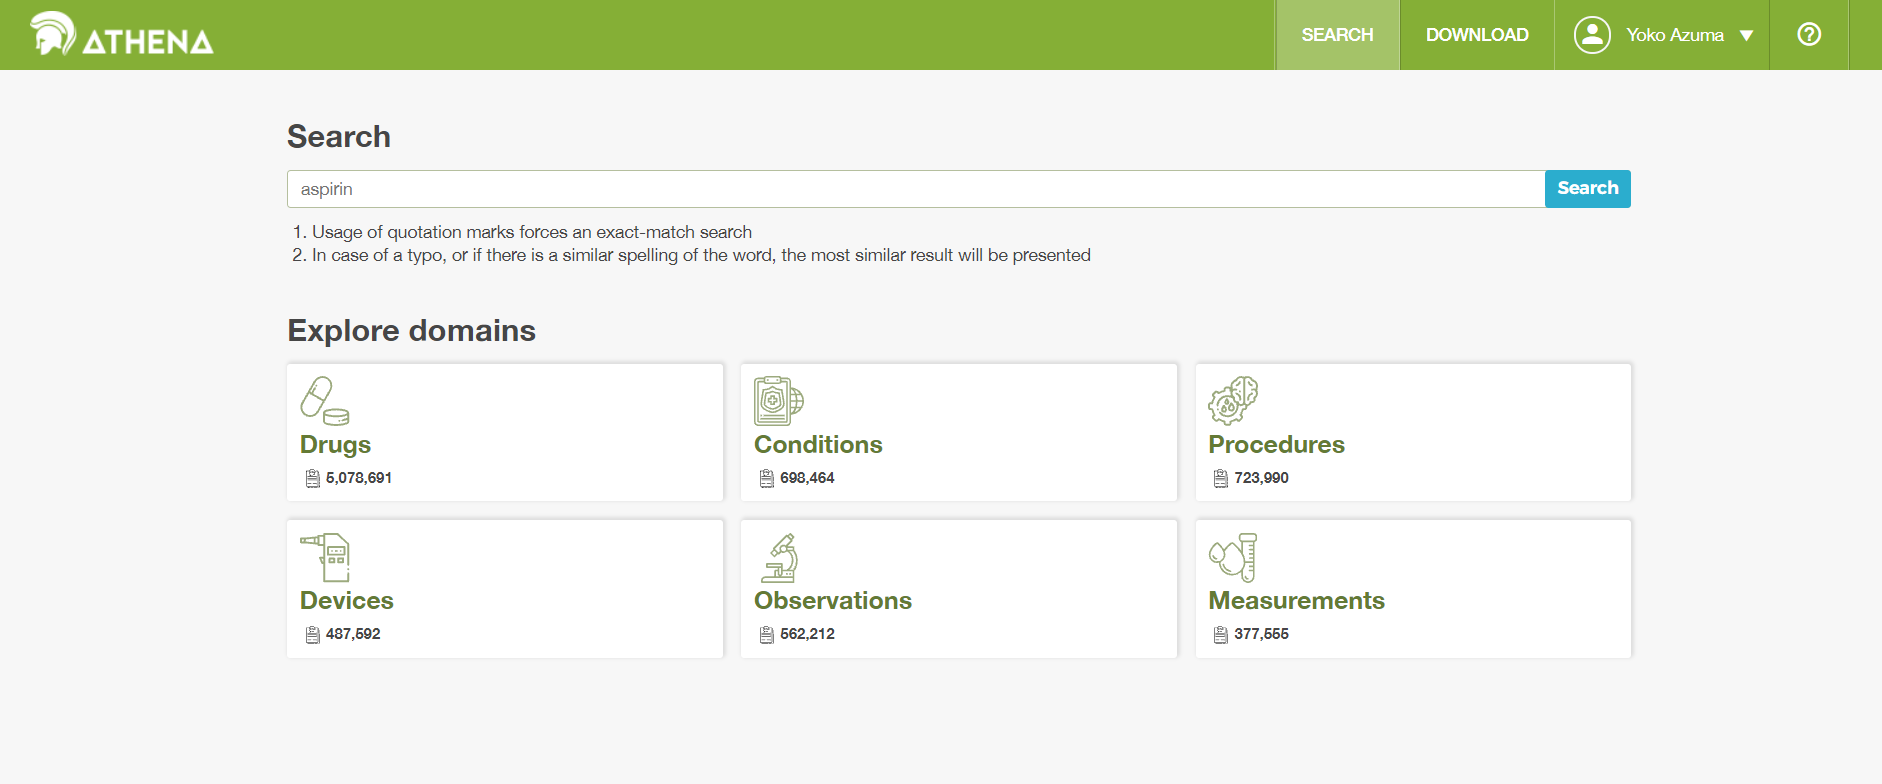 ATHENA
SEARCH
DOWNLOAD
Yoko Azuma
Search
aspirin
Search
1. Usage of quotation marks forces an exact-match search
2. In case of a typo, or if there is a similar spelling of the word, the most similar result will be presented
Explore domains
Drugs
5,078,691
Conditions
698,464
Procedures
723,990
Devices
487,592
Observations
562,212
Measurements
377,555